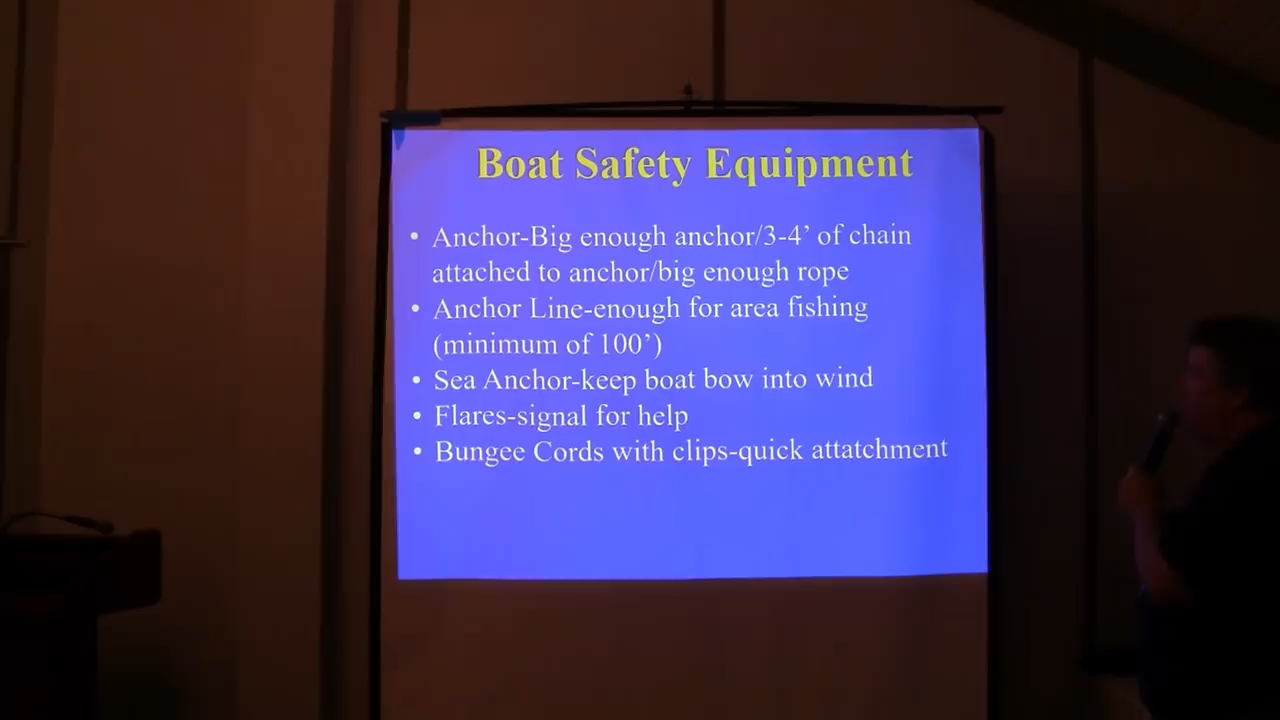 Boat Safety Equipment
• Anchor-Big enough anchor/3-4’ of chain
attached to anchor/big enough rope
• Anchor Line-enough for area fishing
(minimum of 100’)
• Sea Anchor-keep boat bow into wind
• Flares-signal for help
• Bungee Cords with clips-quick attatchment